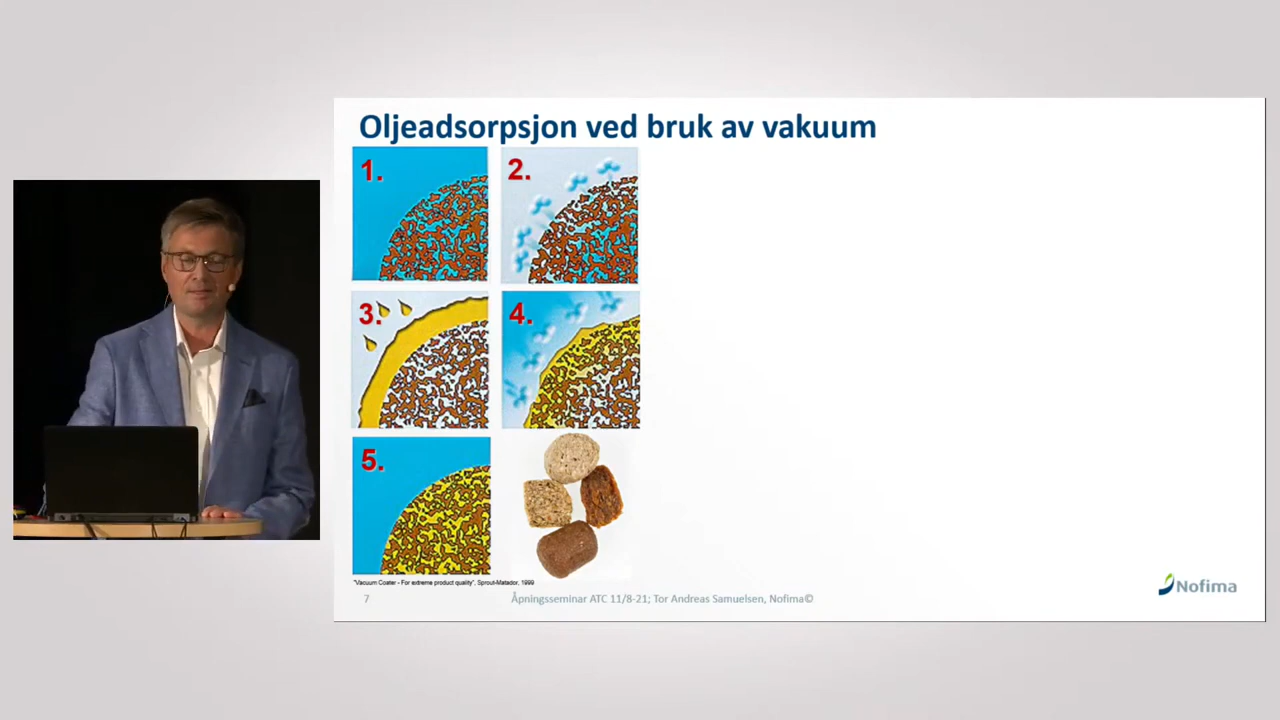 Oljeadsorpsjon ved bruk av vakuum
1.
2.
3.
4.
5.
"Vacuum Coater - For extreme product quality", Sprout-Matador, 1999
7
Åpningsseminar ATC 11/8-21; Tor Andreas Samuelsen, Nofima©
Nofima